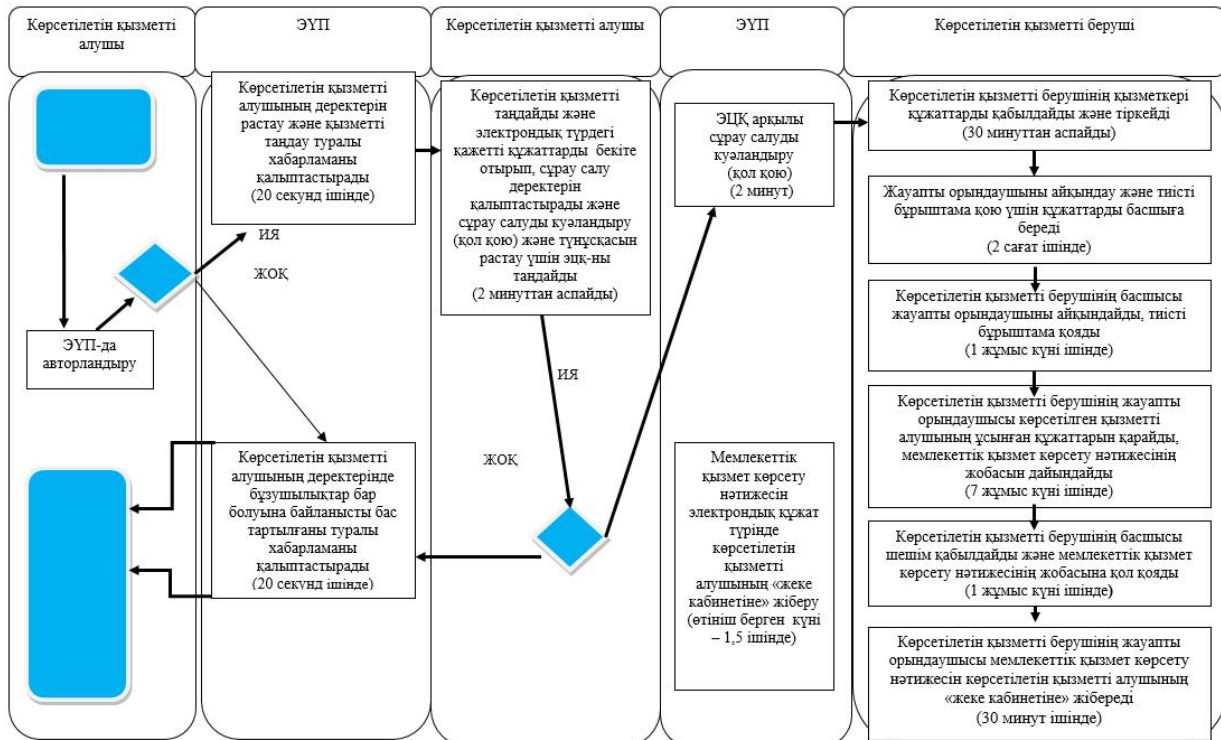 Көрсетілетін қызметті
алушы
ЭҮП
Көрсетілетін қызметті алушы
ЭҮП
Көрсетілетін қызметті беруші
Көрсетілетін қызметті
алушының деректерін
растау және қызметті
таңдау туралы
хабарламаны
қалыптастырады
(20 секунд ішінде)
ИЯ
ЖОҚ
ЭҮП-да
авторландыру
Көрсетілетін қызметті
алушының деректерінде
бұзушылықтар бар
болуына байланысты бас
тартылғаны туралы
хабарламаны
қалыптастырады
(20 секунд ішінде)
Көрсетілетін қызметті
таңдайды және
электрондық түрдегі
қажетті құжаттарды бекіте
отырып, сұрау салу
деректерін
қалыптастырады және
сұрау салуды куәландыру
(қол қою) және түнұсқасын
растау үшін эцқ-ны
таңдайды
(2 минуттан аспайды)
ИЯ
ЖОҚ
ЭЦҚ арқылы
сұрау салуды
куәландыру
(қол қою)
(2 минут)
Мемлекеттік
қызмет көрсету
нәтижесін
электрондық құжат
түрінде
көрсетілетін
қызметті
алушының «жеке
кабинетіне» жіберу
(өтініш берген күні
– 1,5 ішінде)
Көрсетілетін қызметті берушінің қызметкері
құжаттарды қабылдайды және тіркейді
(30 минуттан аспайды)
Жауапты орындаушыны айқындау және тиісті
бұрыштама қою үшін құжаттарды басшыға
береді
(2 сағат ішінде)
Көрсетілетін қызметті берушінің басшысы
жауапты орындаушыны айқындайды, тиісті
бұрыштама қояды
(1 жұмыс күні ішінде)
Көрсетілетін қызметті берушінің жауапты
орындаушысы көрсетілген қызметті
алушының ұсынған құжаттарын қарайды,
мемлекеттік қызмет көрсету нәтижесінің
жобасын дайындайды
(7 жұмыс күні ішінде)
Көрсетілетін қызметті берушінің басшысы
шешім қабылдайды және мемлекеттік қызмет
көрсету нәтижесінің жобасына қол қояды
(1 жұмыс күні ішінде)
Көрсетілетін қызметті берушінің жауапты
орындаушысы мемлекеттік қызмет көрсету
нәтижесін көрсетілетін қызметті алушының
«жеке кабинетіне» жібереді
(30 минут ішінде)